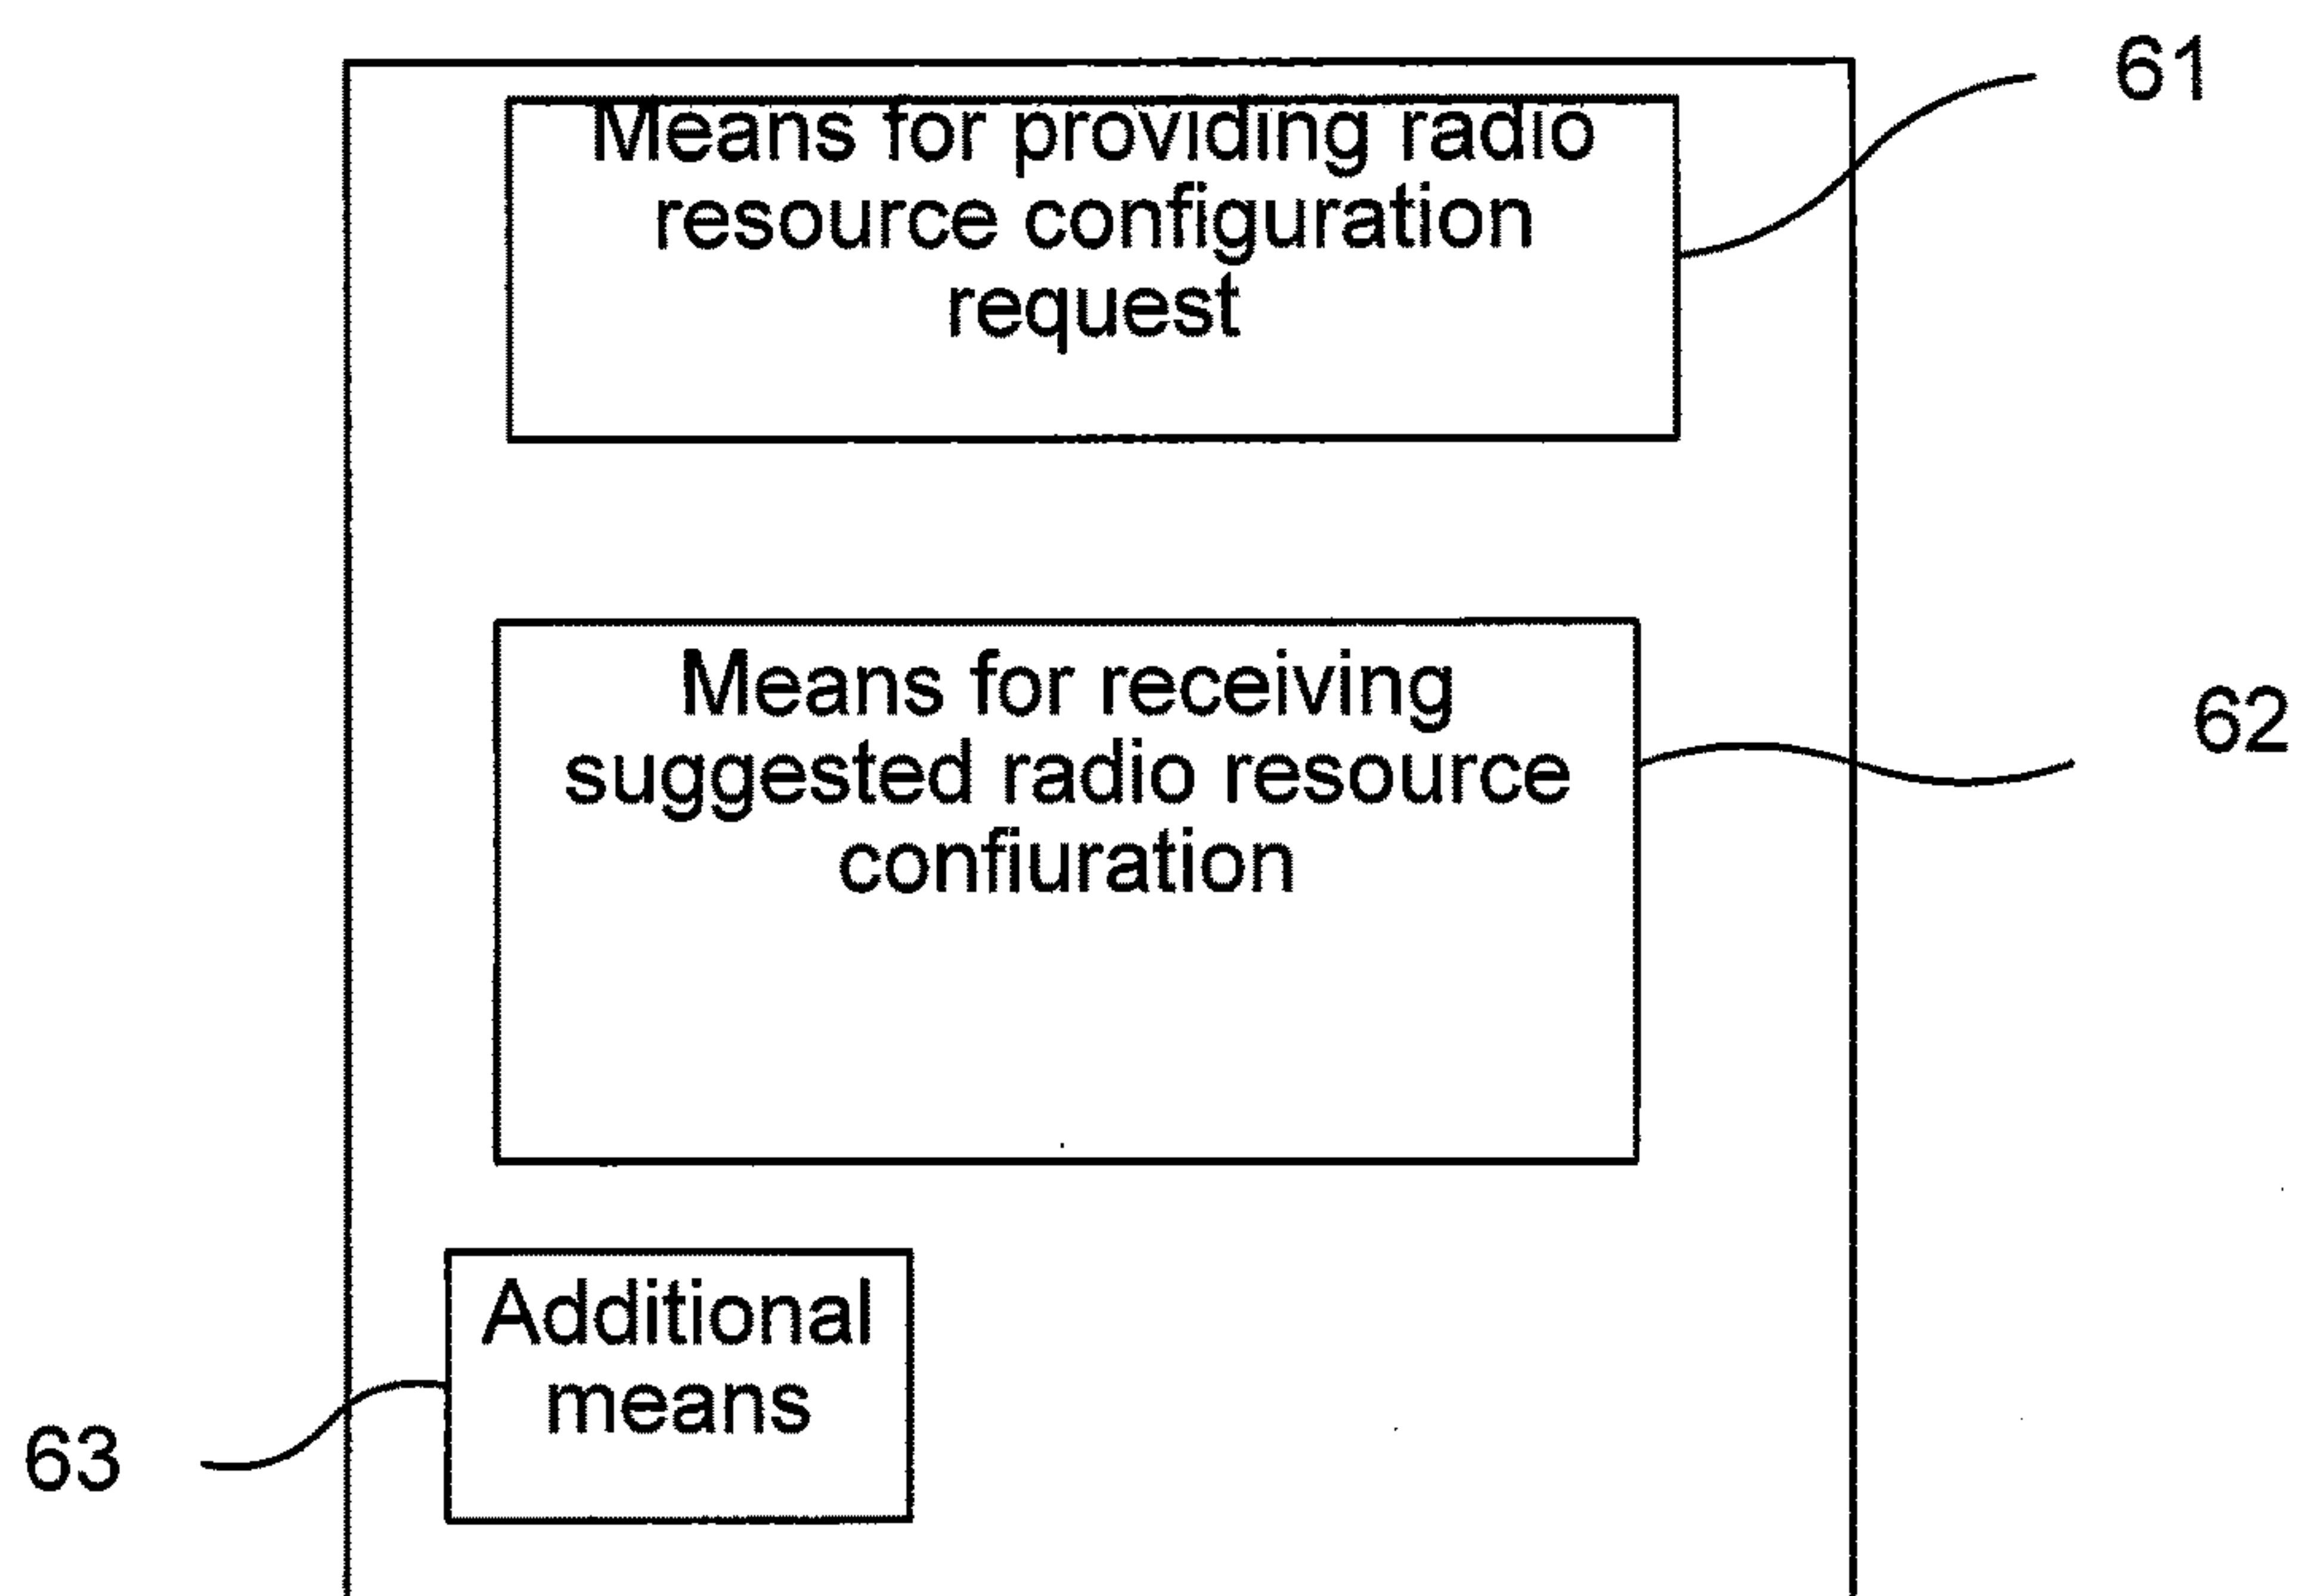 61
Means for providing radio
resource configuration
request
Means for receiving
suggested radio resource
confiuration
62
Additional
means
63